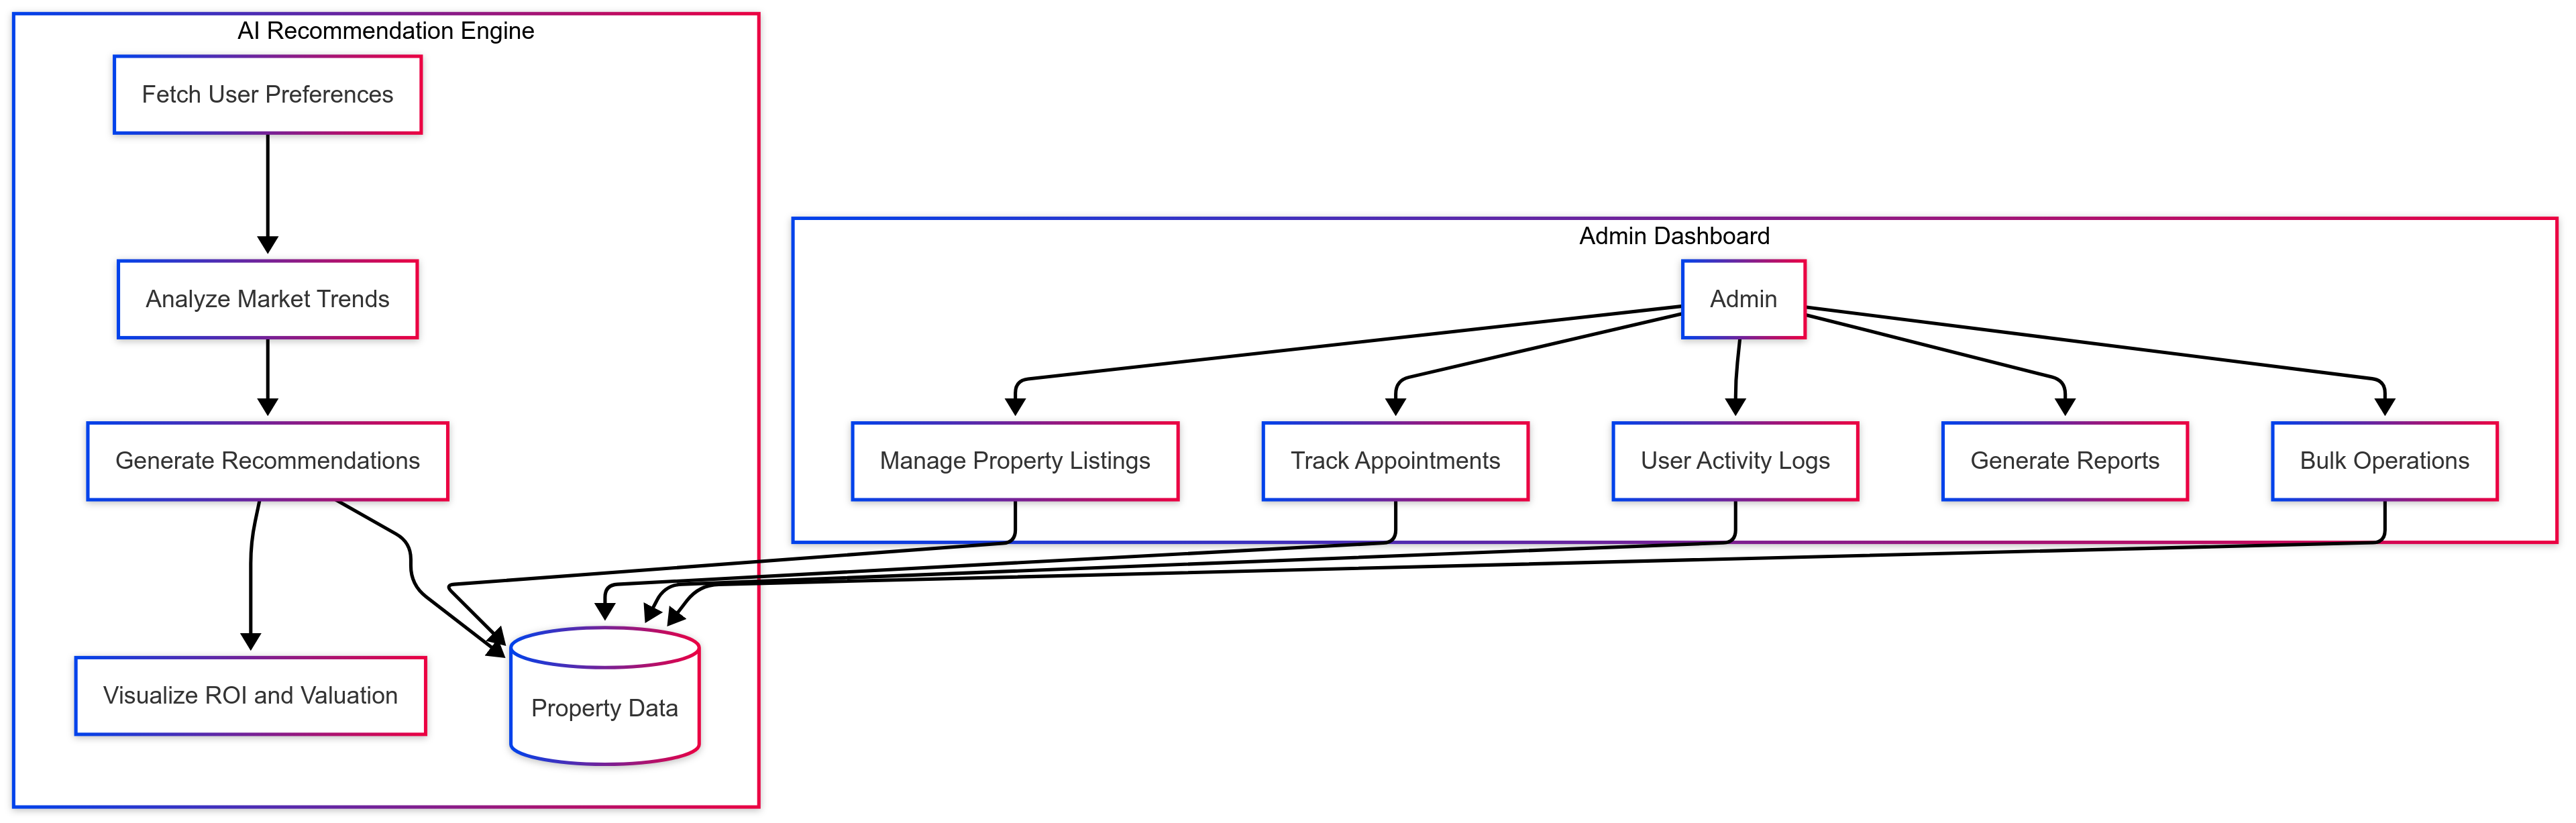 AI Recommendation Engine
Fetch User Preferences
Analyze Market Trends
Generate Recommendations
Visualize ROI and Valuation
Property Data
Admin Dashboard
Admin
Manage Property Listings
Track Appointments
User Activity Logs
Generate Reports
Bulk Operations